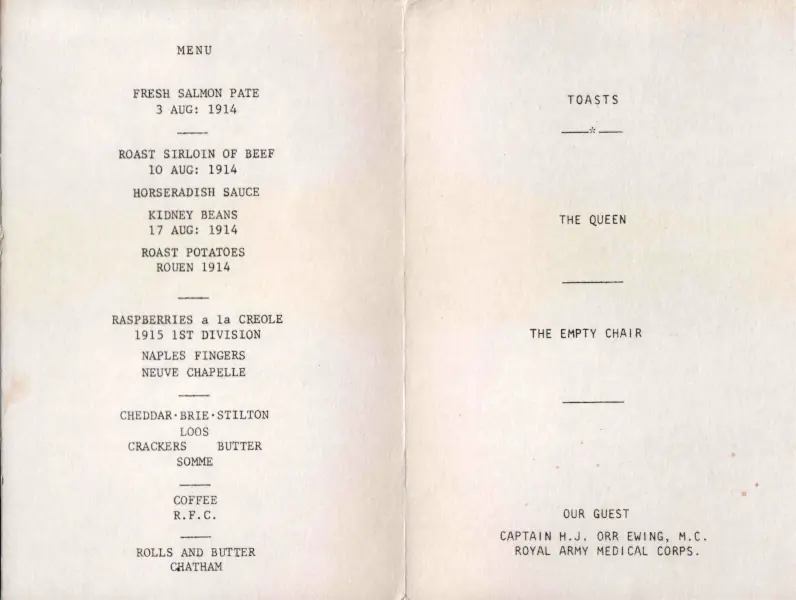 MENU
FRESH SALMON PATE
3 AUG: 1914
ROAST SIRLOIN OF BEEF
10 AUG: 1914
HORSERADISH SAUCE
KIDNEY BEANS
17 AUG: 1914
ROAST POTATOES
ROUEN 1914
RASPBERRIES a la CREOLE
1915 1ST DIVISION
NAPLES FINGERS
NEUVE CHAPELLE
CHEDDAR·BRIE·STILTON
LOOS
CRACKERS BUTTER
SOMME
COFFEE
R.F.C.
ROLLS AND BUTTER
CHATHAM
TOASTS
*
THE QUEEN
THE EMPTY CHAIR
OUR GUEST
CAPTAIN H.J. ORR EWING, M.C.
ROYAL ARMY MEDICAL CORPS.